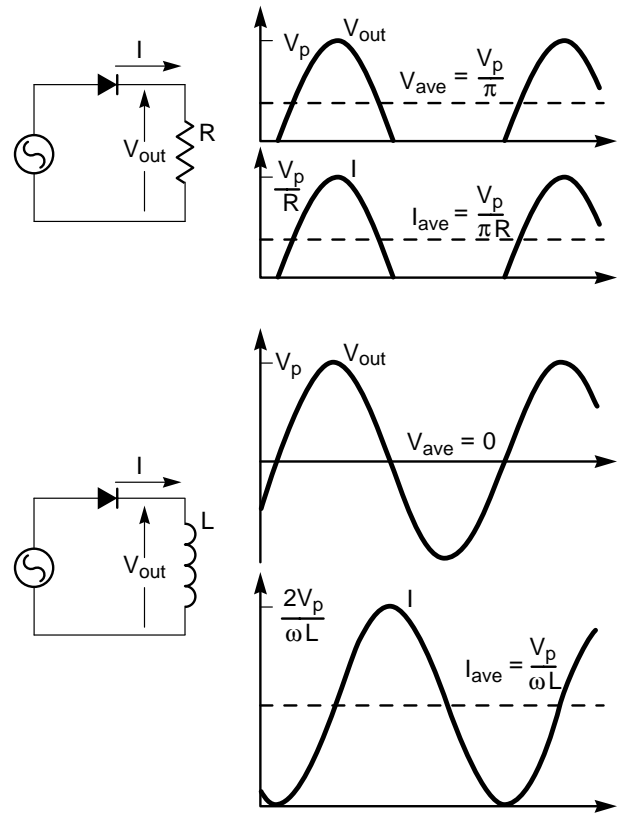 I
V_out
R
V_p
V_out
V_ave = V_p/π
V_p/R
I
I_ave = V_p/πR
I
V_out
L
V_p
V_out
V_ave = 0
2V_p/ωL
I
I_ave = V_p/ωL